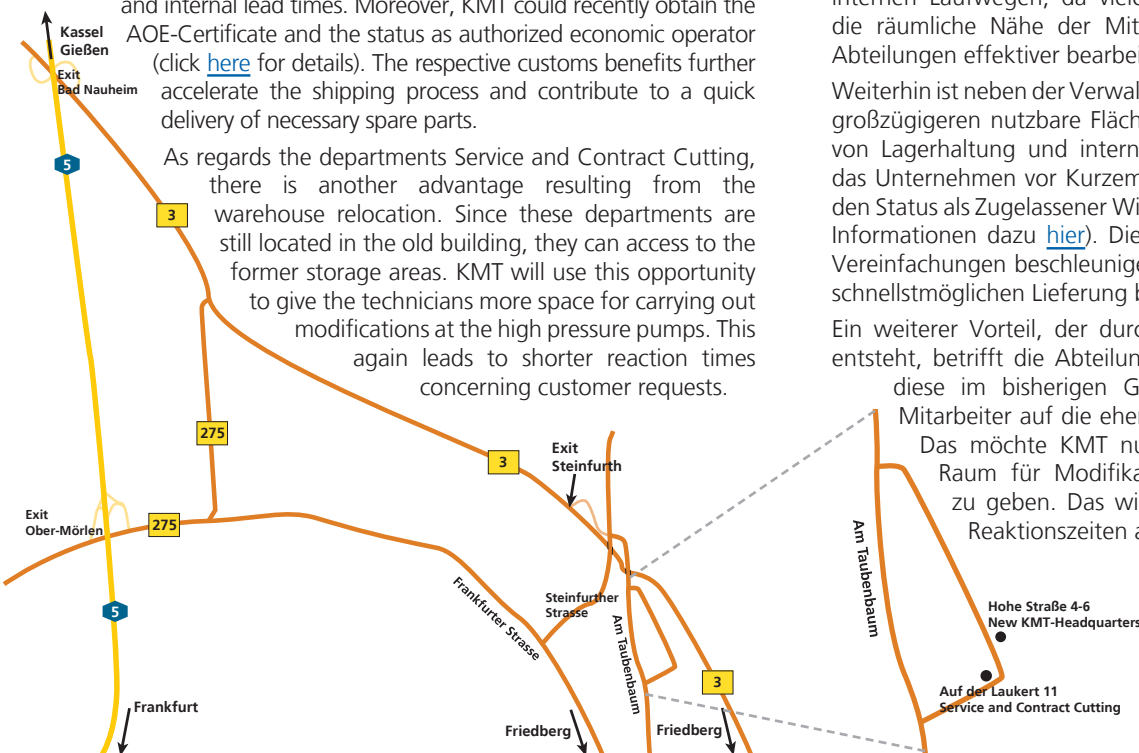 and internal lead times. Moreover, KMT could recently obtain the
AOE-Certificate and the status as authorized economic operator
(click here for details). The respective customs benefits further
accelerate the shipping process and contribute to a quick
delivery of necessary spare parts.
As regards the departments Service and Contract Cutting,
there is another advantage resulting from the
warehouse relocation. Since these departments are
still located in the old building, they can access to the
former storage areas. KMT will use this opportunity
to give the technicians more space for carrying out
modifications at the high pressure pumps. This
again leads to shorter reaction times
concerning customer requests.
internen Laufwegen, da viel
die räumliche Nähe der Mit
Abteilungen effektiver bearbei
Weiterhin ist neben der Verwal
großzügigeren nutzbare Fläch
von Lagerhaltung und intern
das Unternehmen vor Kurzem
den Status als Zugelassener Wi
Informationen dazu hier). Die
Vereinfachungen beschleunige
schnellstmöglichen Lieferung b
Ein weiterer Vorteil, der durc
entsteht, betrifft die Abteilun
diese im bisherigen G
Mitarbeiter auf die eher
Das möchte KMT nu
Raum für Modifika
zu geben. Das wi
Reaktionszeiten a
Kassel
Gießen
Exit
Bad Nauheim
5
3
275
3
Exit
Steinfurth
Exit
Ober-Mörlen
275
5
Frankfurter Strasse
Steinfurther
Strasse
Am Taubenbaum
3
Frankfurt
Friedberg
Friedberg
Am Taubenbaum
Hohe Straße 4-6
New KMT-Headquarters
Auf der Laukert 11
Service and Contract Cutting